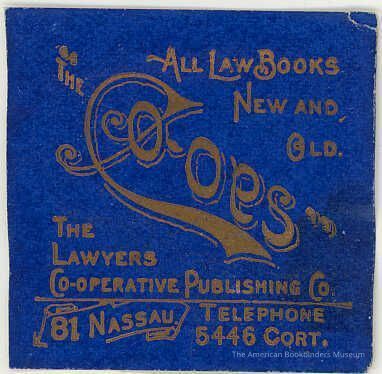 ALL LAW BOOKS
"THE
NEW AND
OLD.
CO-OPS"
THE
LAWYERS
CO-OPERATIVE PUBLISHING CO.
81 NASSAU
TELEPHONE
5446 CORT.
The American Bookbinders Museum